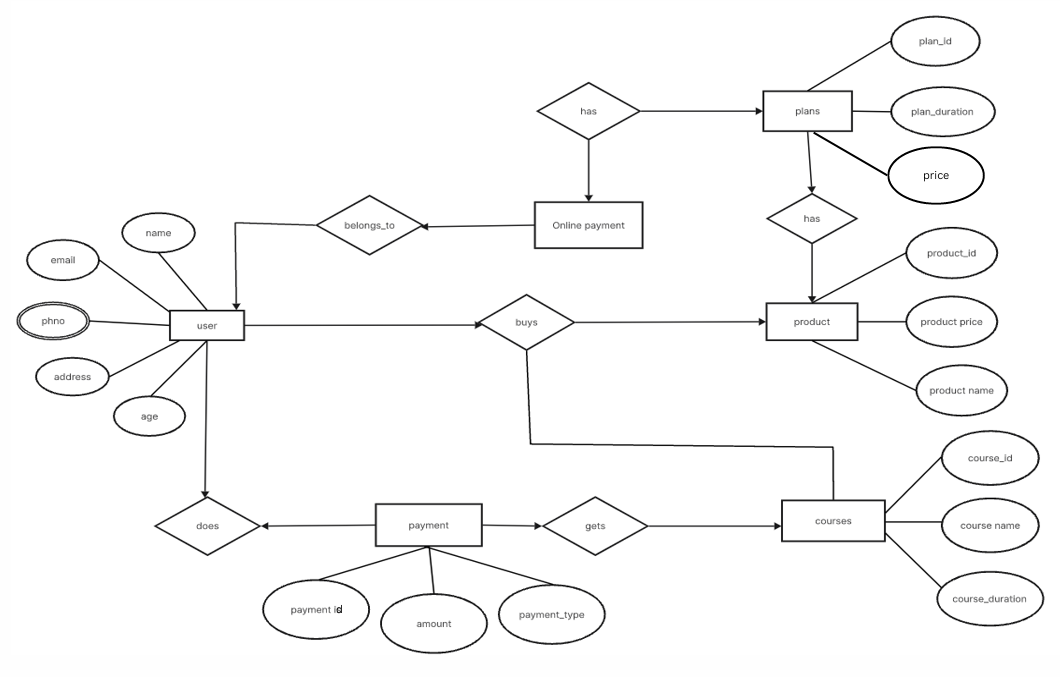 plan_id
has
plans
plan_duration
price
name
belongs_to
Online payment
has
email
product_id
phno
user
buys
product
product price
address
product name
age
course_id
does
payment
gets
courses
course name
payment id
amount
payment_type
course_duration